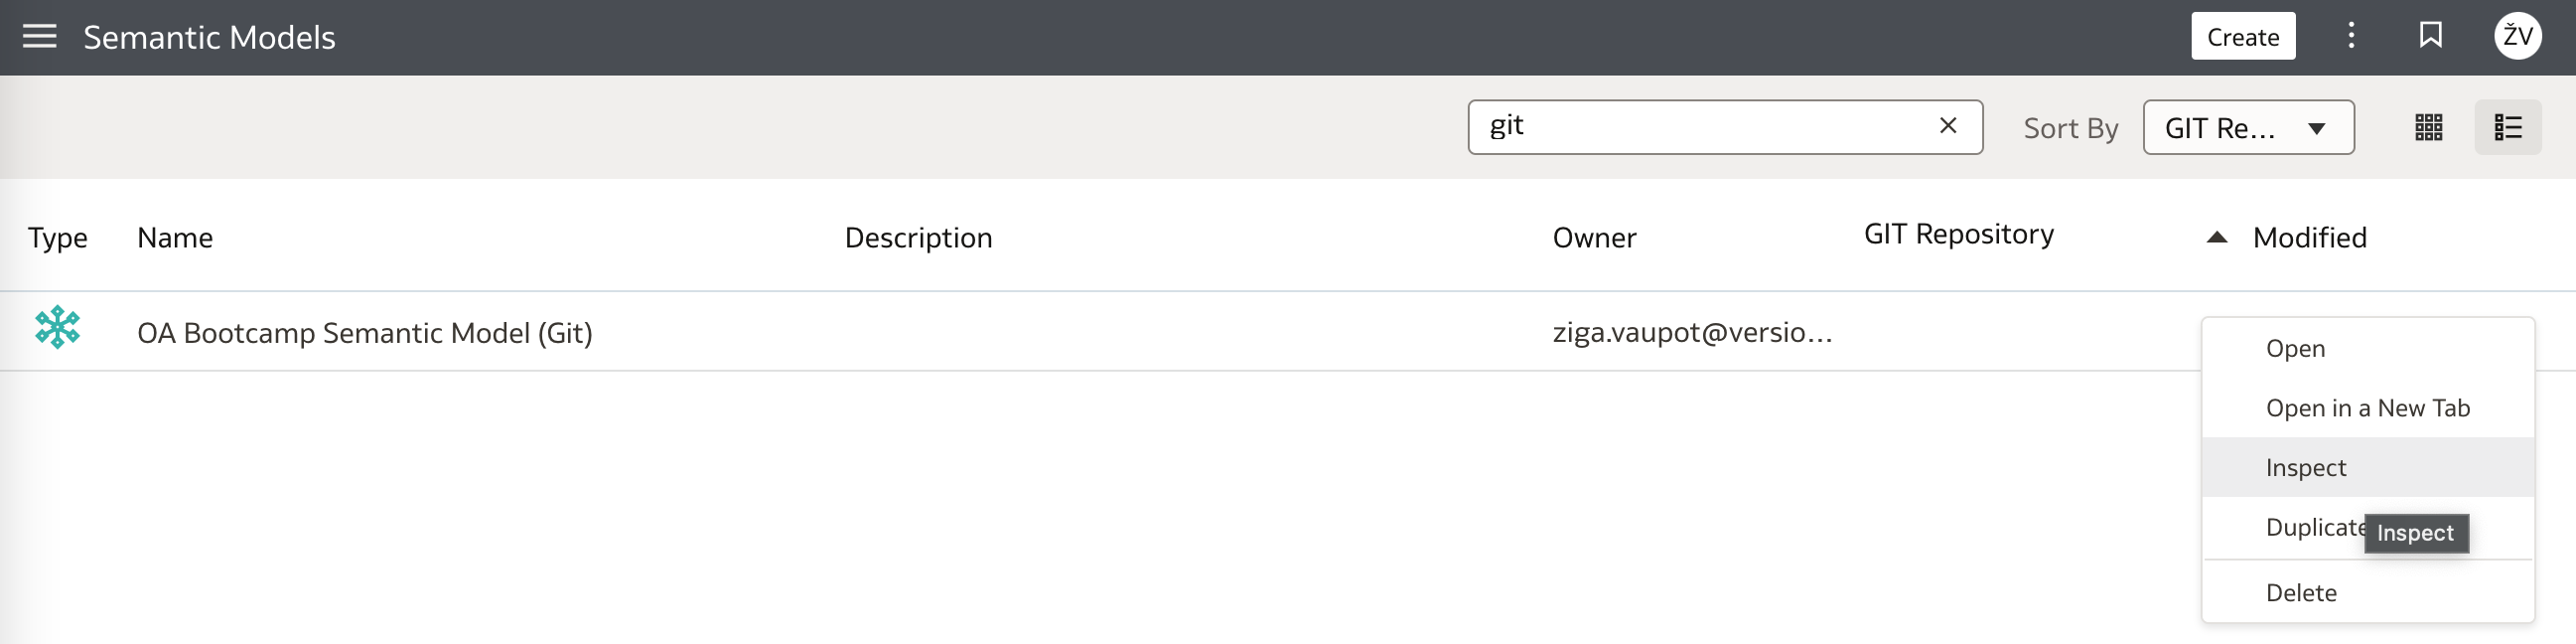 Semantic Models Create ŽV
git Sort By GIT Re...
Type Name Description Owner GIT Repository Modified
OA Bootcamp Semantic Model (Git) ziga.vaupot@versio...
Open
Open in a New Tab
Inspect
Duplicate
Inspect
Delete